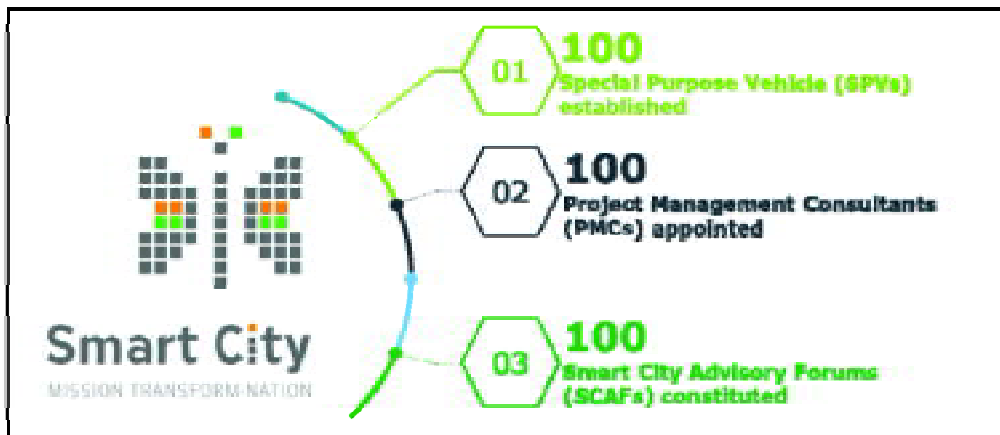 01
100
Special Purpose Vehicle (SPVs)
established
02
100
Project Management Consultants
(PMCs) appointed
Smart City
MISSION TRANSFORM-NATION
03
100
Smart City Advisory Forums
(SCAFs) constituted